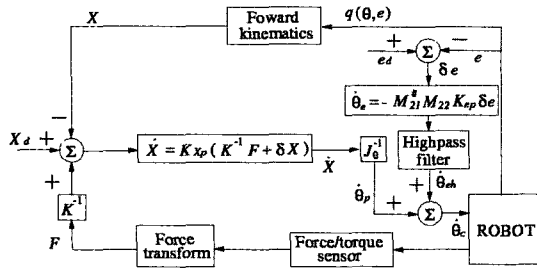 X
Foward kinematics
q(θ,e)
+ −
e_d Σ e
δe
θ̇_e = - M_21^# M_22 K_ep δe
−
X_d + Σ
+
Ẋ = K_xp ( K^-1 F + δX )
Ẋ
J_θ^-1
Highpass filter
+ θ̇_eh
θ̇_p + Σ
θ̇_c
ROBOT
K^-1
F
Force transform
Force/torque sensor